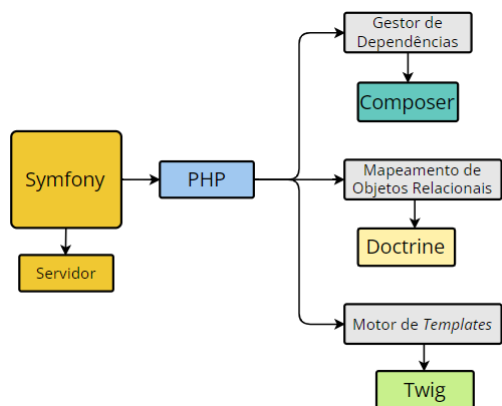 Gestor de
Dependências
Composer
Symfony
PHP
Mapeamento de
Objetos Relacionais
Servidor
Doctrine
Motor de Templates
Twig